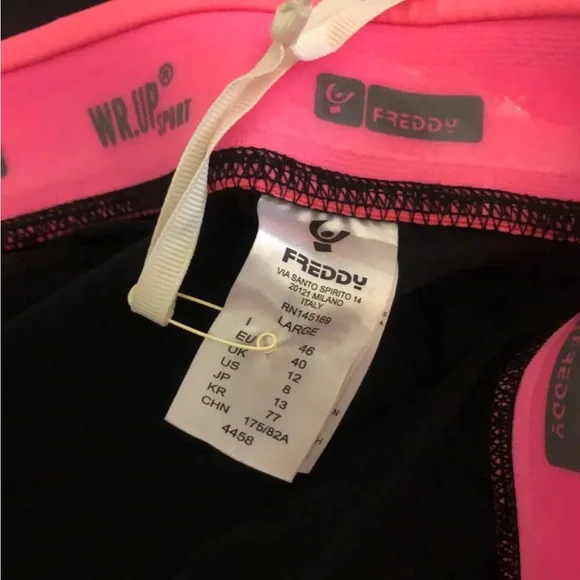 WR.UP® SPORT
FREDDY
FREDDY
VIA SANTO SPIRITO 14
20121 MILANO
ITALY
RN145169
LARGE
I 46
EU 40
UK 12
US 8
JP 13
KR 77
CHN 175/82A
4458
N
H
FREDDY